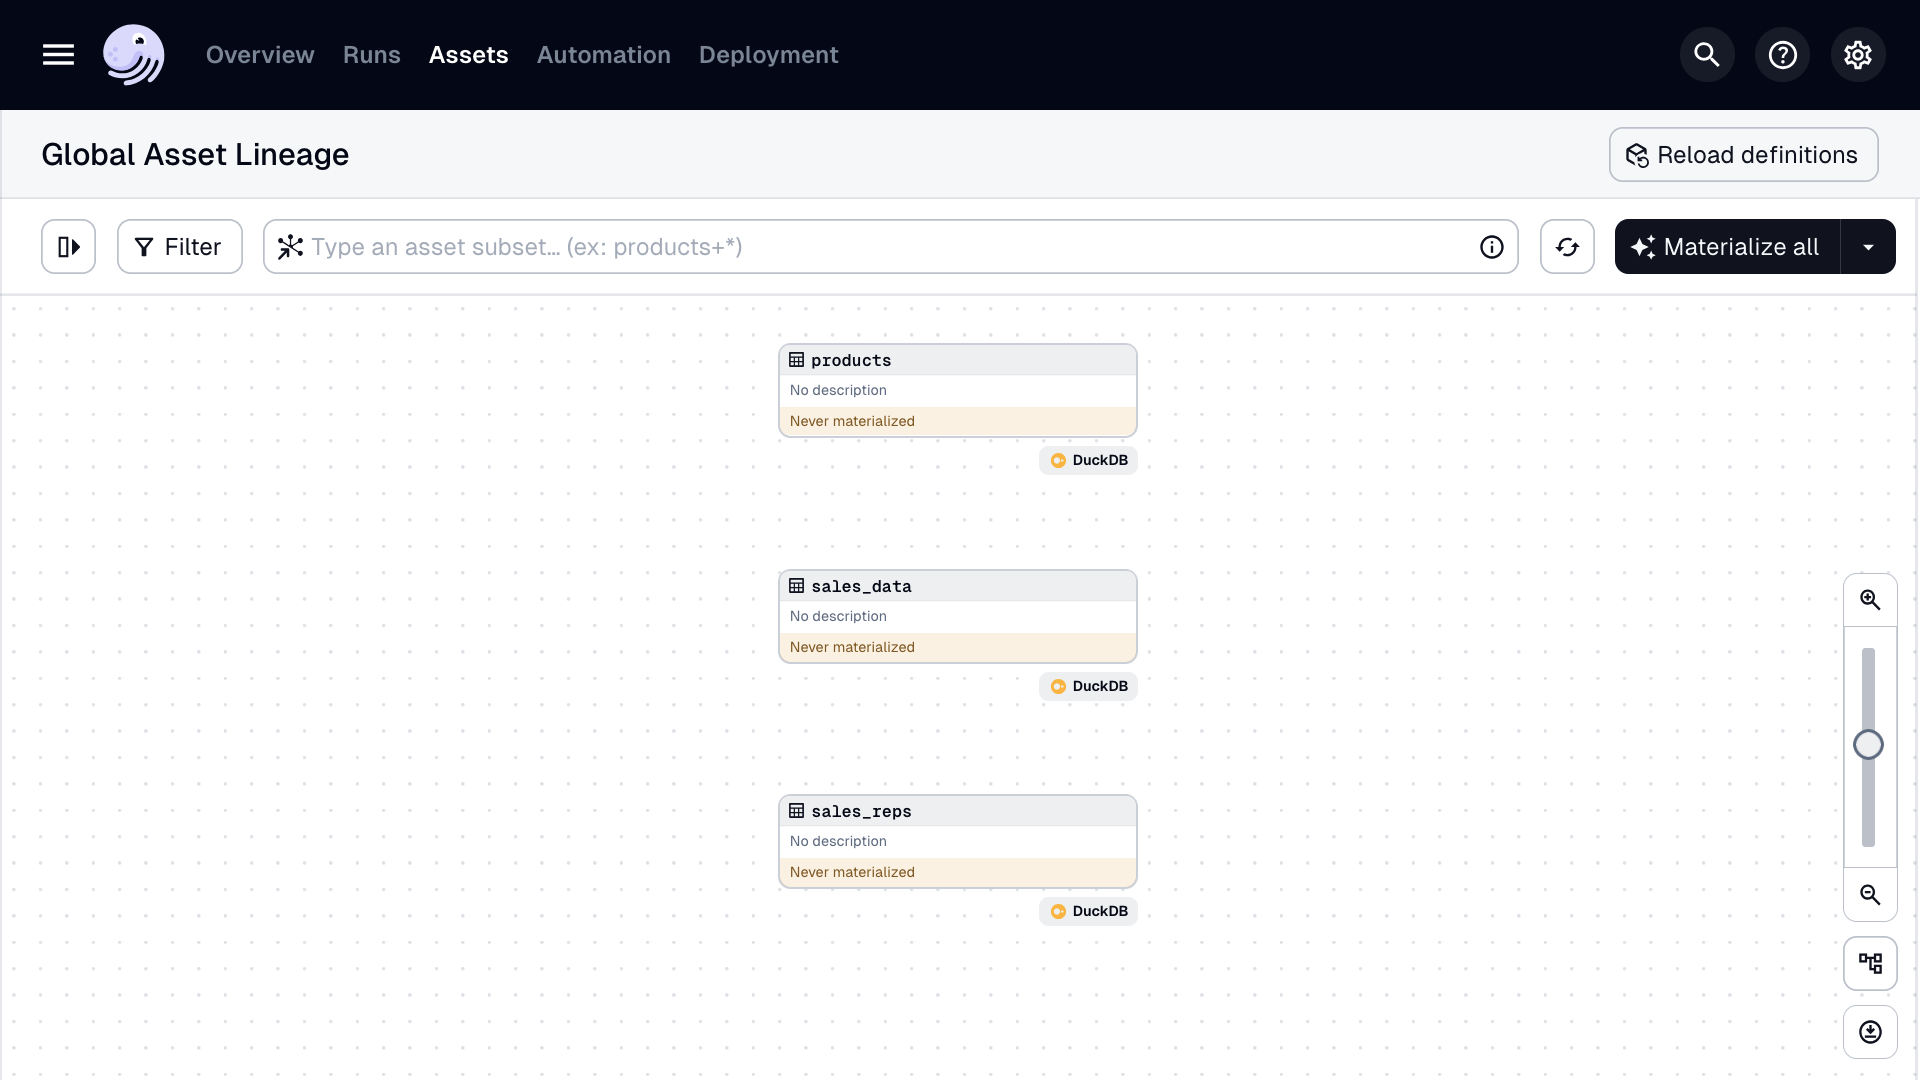 Overview Runs Assets Automation Deployment
Global Asset Lineage
Reload definitions
Filter
Type an asset subset... (ex: products+*)
Materialize all
products
No description
Never materialized
DuckDB
sales_data
No description
Never materialized
DuckDB
sales_reps
No description
Never materialized
DuckDB